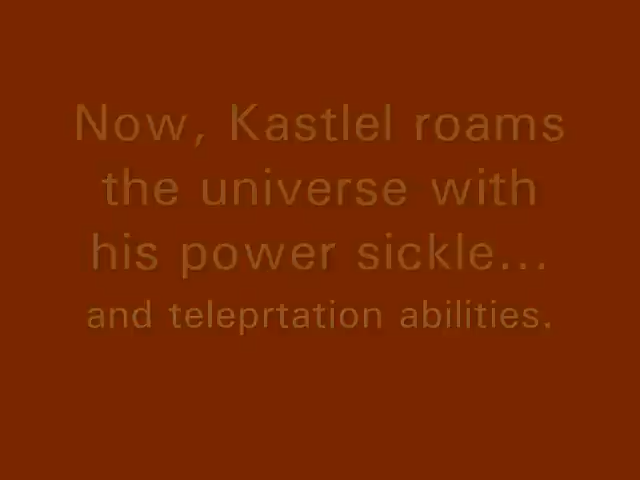 Now, Kastlel roams
the universe with
his power sickle...
and teleprtation abilities.